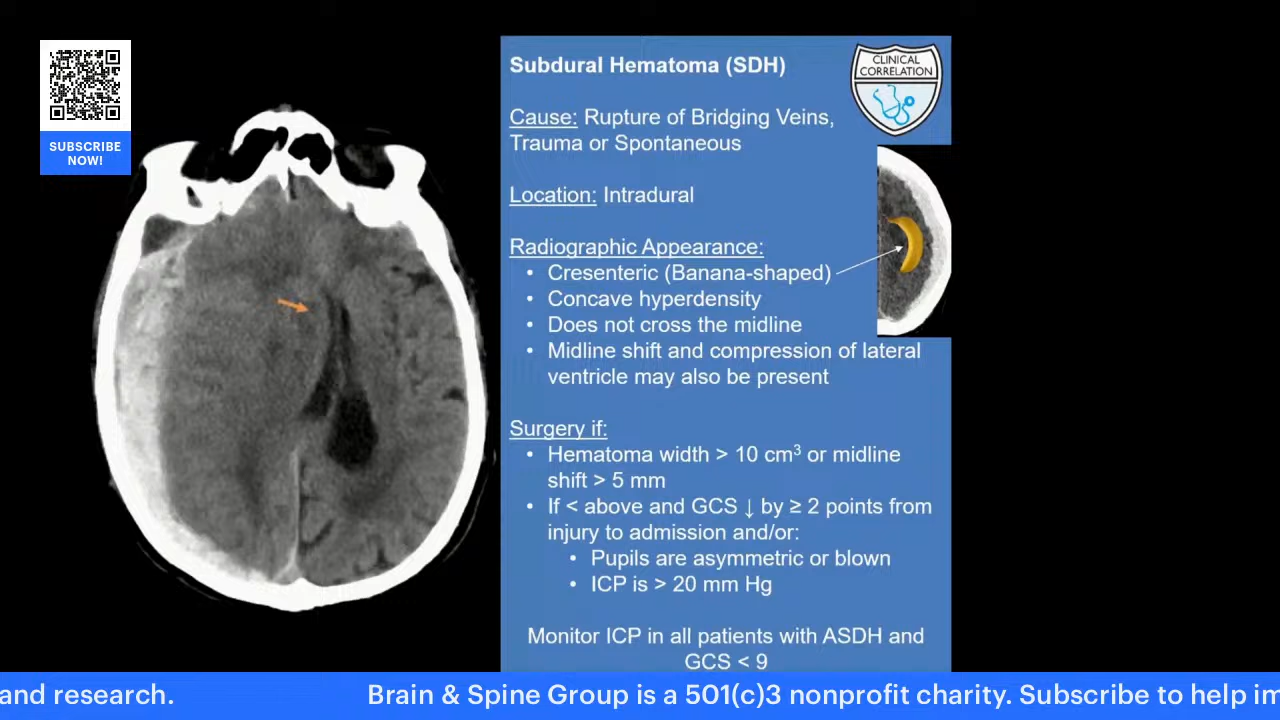 SUBSCRIBE
NOW!
Subdural Hematoma (SDH)
CLINICAL
CORRELATION
Cause: Rupture of Bridging Veins,
Trauma or Spontaneous
Location: Intradural
Radiographic Appearance:
• Cresenteric (Banana-shaped)
• Concave hyperdensity
• Does not cross the midline
• Midline shift and compression of lateral
ventricle may also be present
Surgery if:
• Hematoma width > 10 cm³ or midline
shift > 5 mm
• If < above and GCS ↓ by ≥ 2 points from
injury to admission and/or:
• Pupils are asymmetric or blown
• ICP is > 20 mm Hg
Monitor ICP in all patients with ASDH and
GCS < 9
and research. Brain & Spine Group is a 501(c)3 nonprofit charity. Subscribe to help im